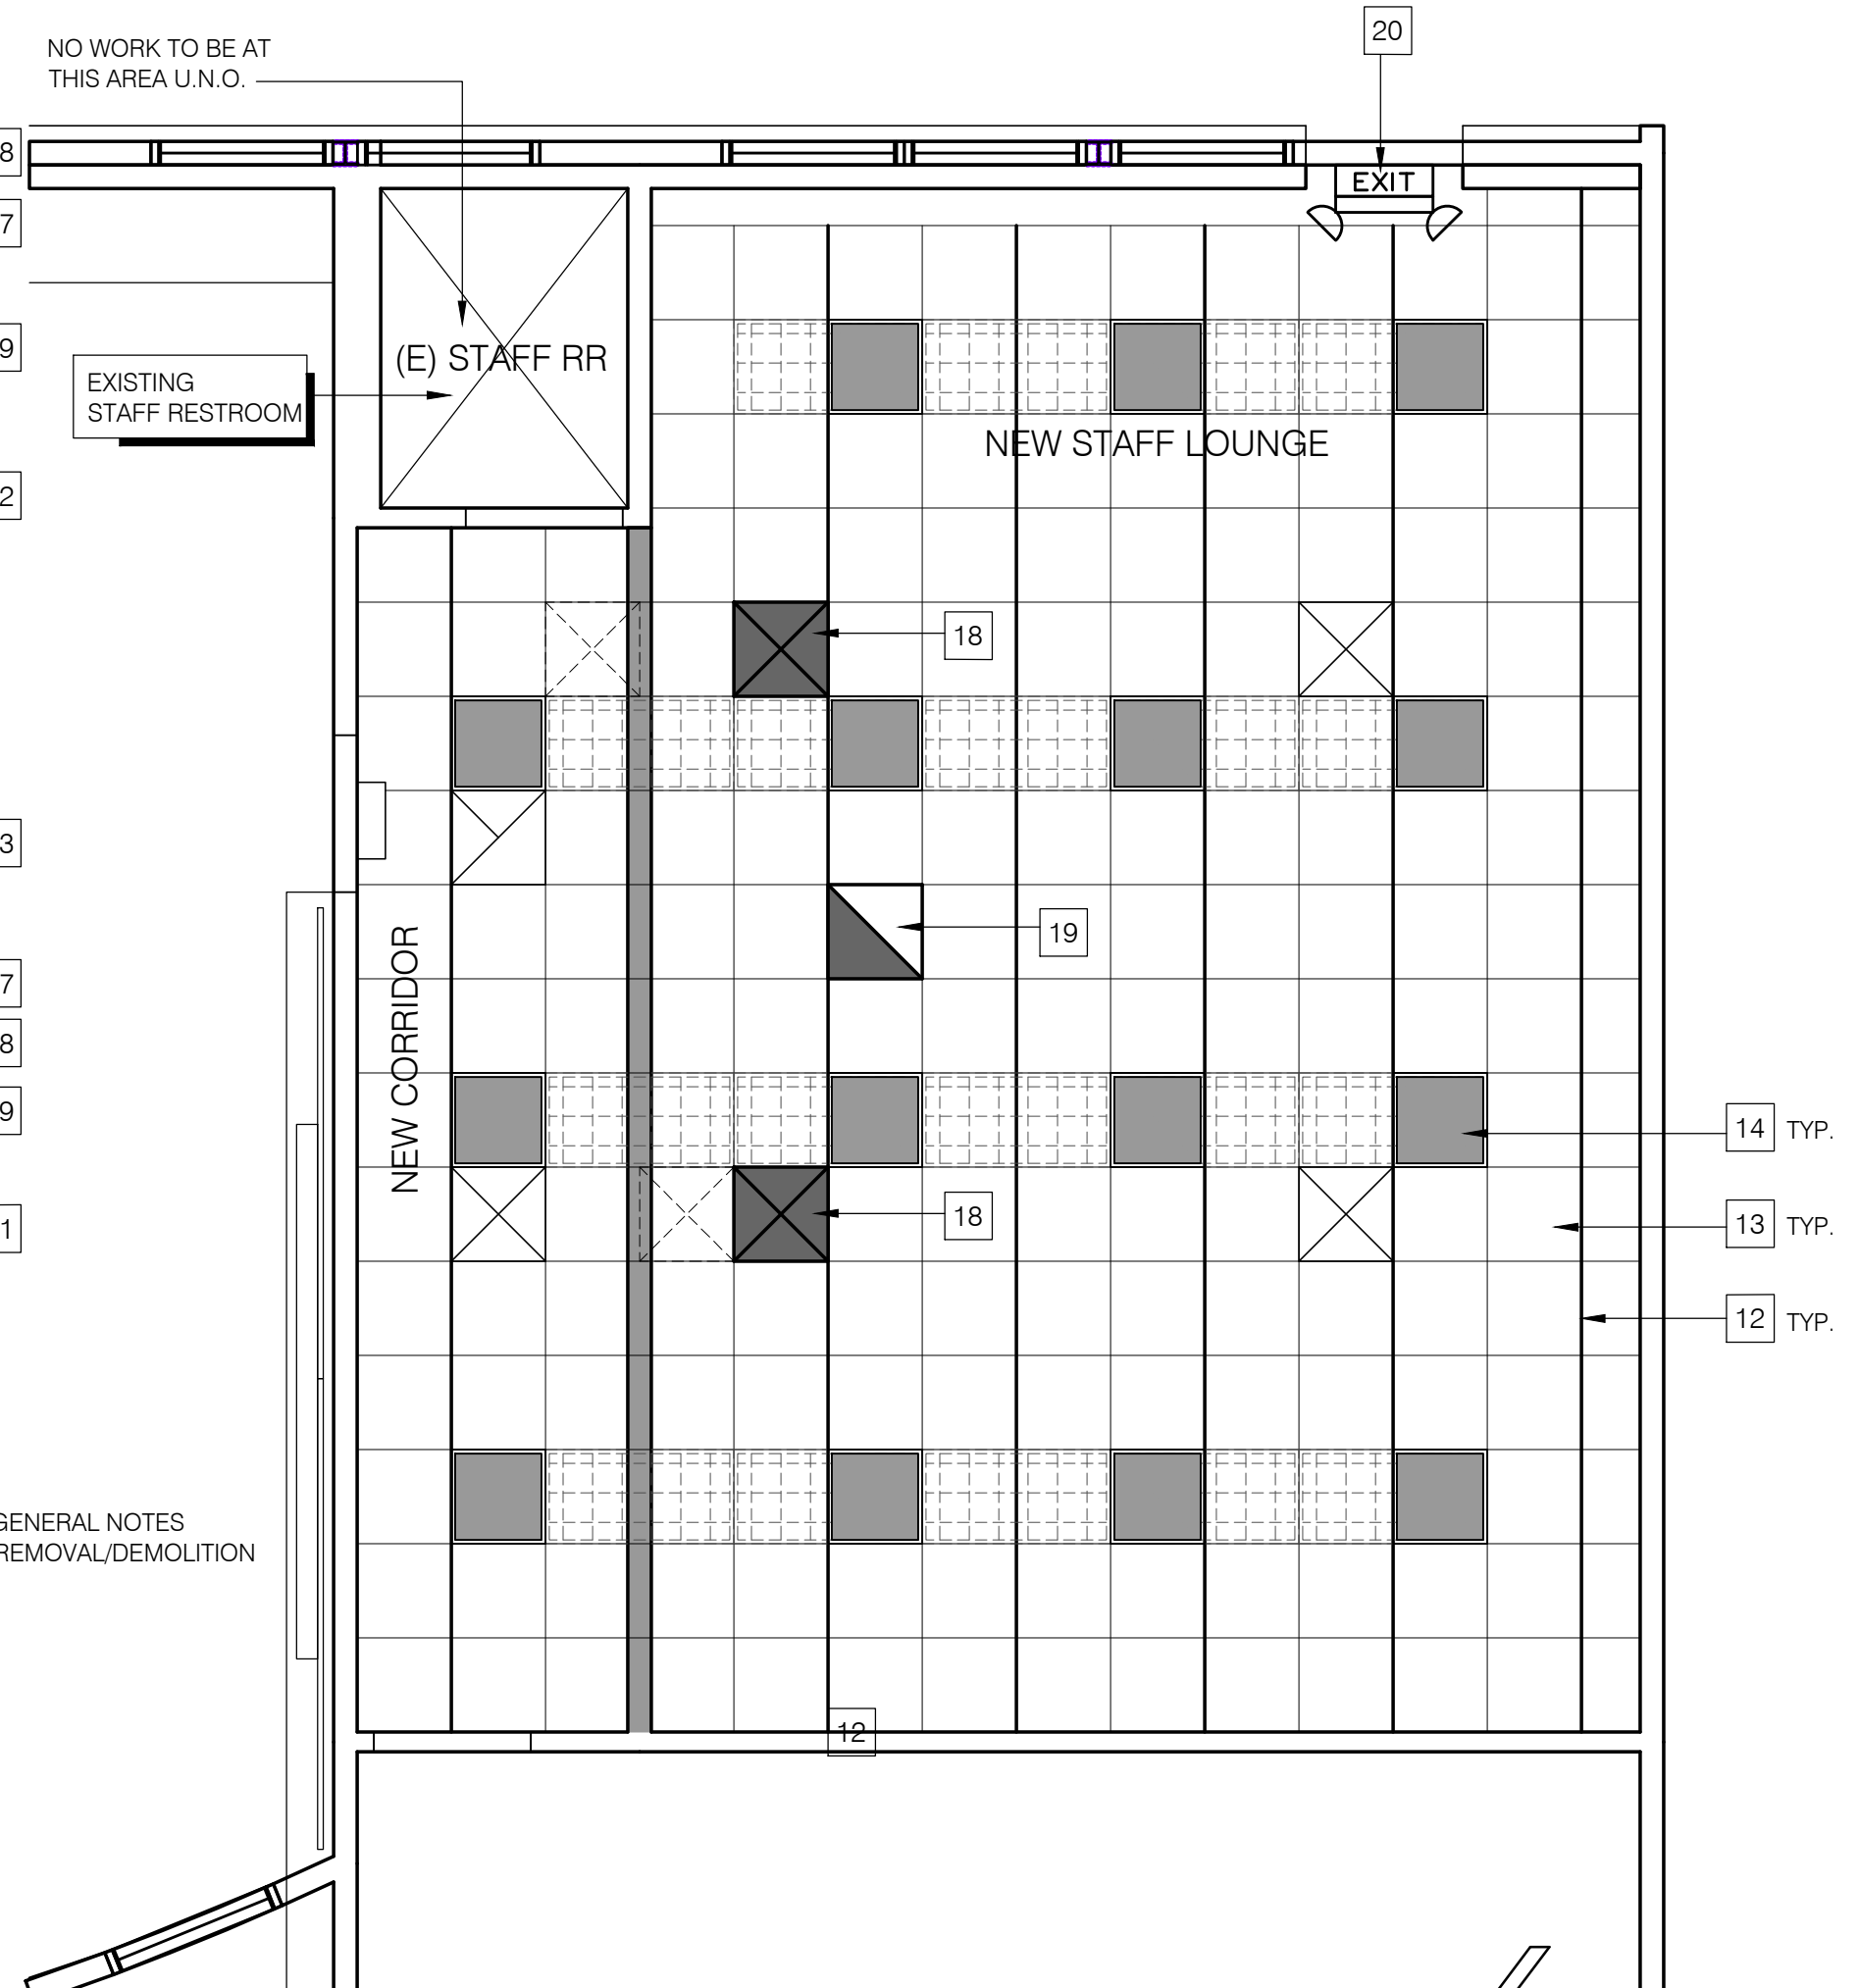 20
NO WORK TO BE AT
THIS AREA U.N.O.
8
EXIT
7
9
(E) STAFF RR
EXISTING
STAFF RESTROOM
NEW STAFF LOUNGE
2
18
3
19
NEW CORRIDOR
7
8
9
14 TYP.
18
13 TYP.
1
12 TYP.
GENERAL NOTES
REMOVAL/DEMOLITION
12